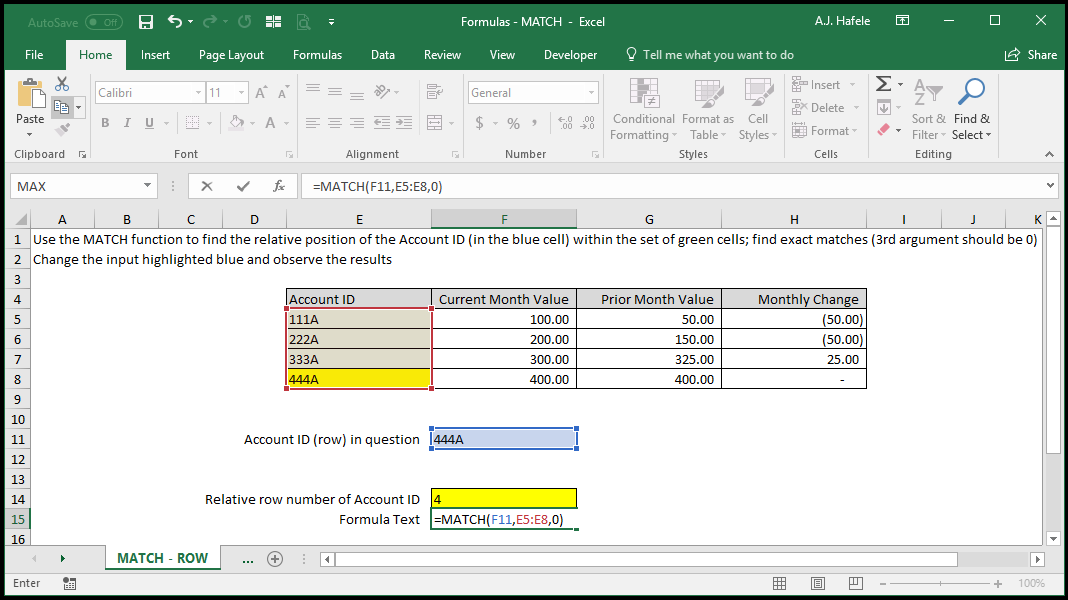 AutoSave Off
Formulas - MATCH - Excel
A.J. Hafele
File Home Insert Page Layout Formulas Data Review View Developer Tell me what you want to do Share
Paste
Clipboard
Calibri 11
B I U
A A
A
Font
Alignment
General
$ % ,
.0 .00
.00 .0
Number
Conditional Formatting
Format as Table
Cell Styles
Styles
Insert
Delete
Format
Cells
Σ
Sort & Filter
Find & Select
Editing
MAX fx =MATCH(F11,E5:E8,0)
A B C D E F G H I J K
1 Use the MATCH function to find the relative position of the Account ID (in the blue cell) within the set of green cells; find exact matches (3rd argument should be 0)
2 Change the input highlighted blue and observe the results
3
4 Account ID Current Month Value Prior Month Value Monthly Change
5 111A 100.00 50.00 (50.00)
6 222A 200.00 150.00 (50.00)
7 333A 300.00 325.00 25.00
8 444A 400.00 400.00 -
9
10
11 Account ID (row) in question 444A
12
13
14 Relative row number of Account ID 4
15 Formula Text =MATCH(F11,E5:E8,0)
16
MATCH - ROW ...
Enter 100%